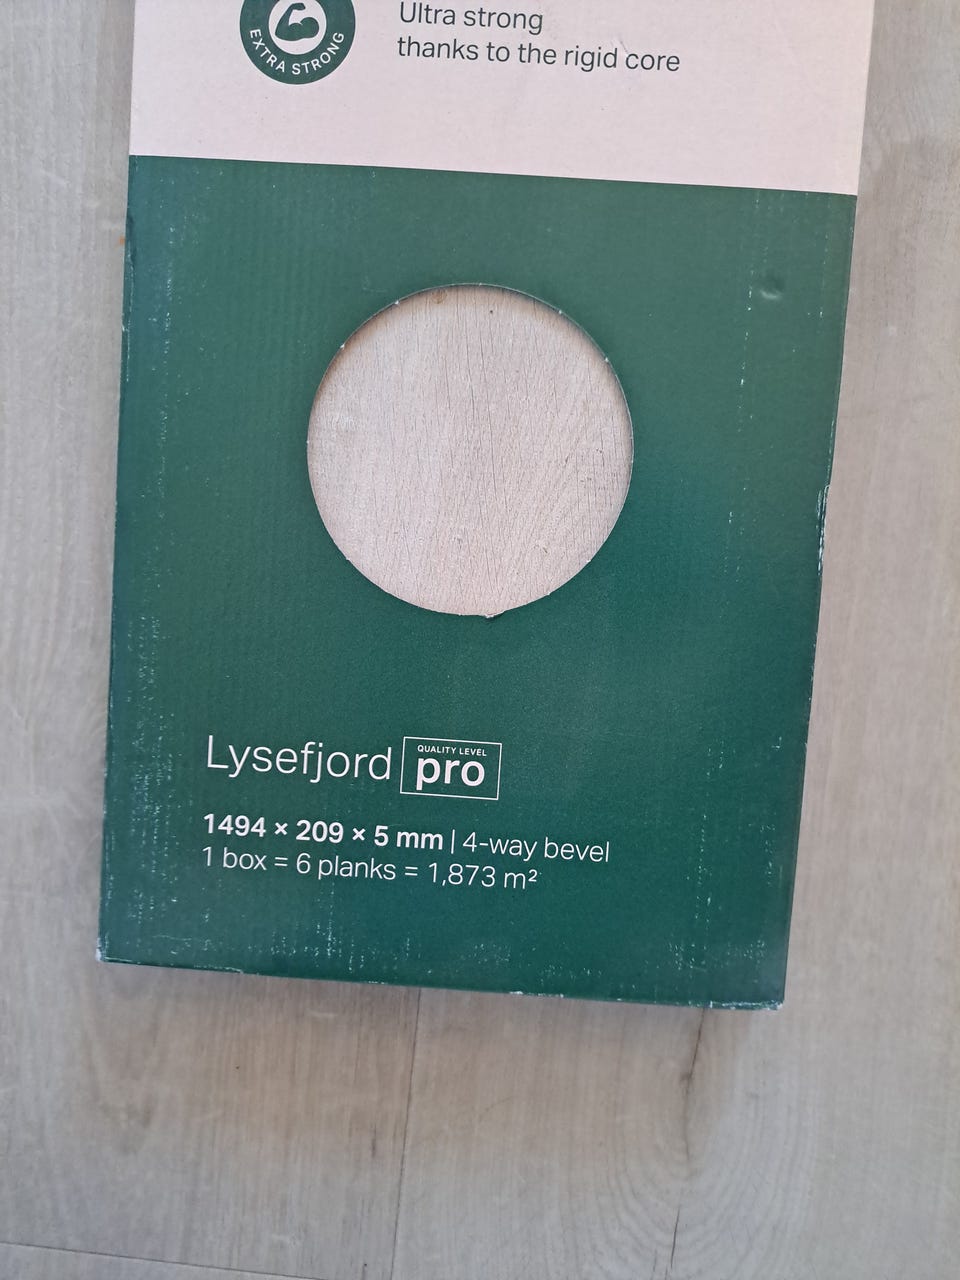 EXTRA STRONG
Ultra strong
thanks to the rigid core
Lysefjord
QUALITY LEVEL
pro
1494 × 209 × 5 mm | 4-way bevel
1 box = 6 planks = 1,873 m²